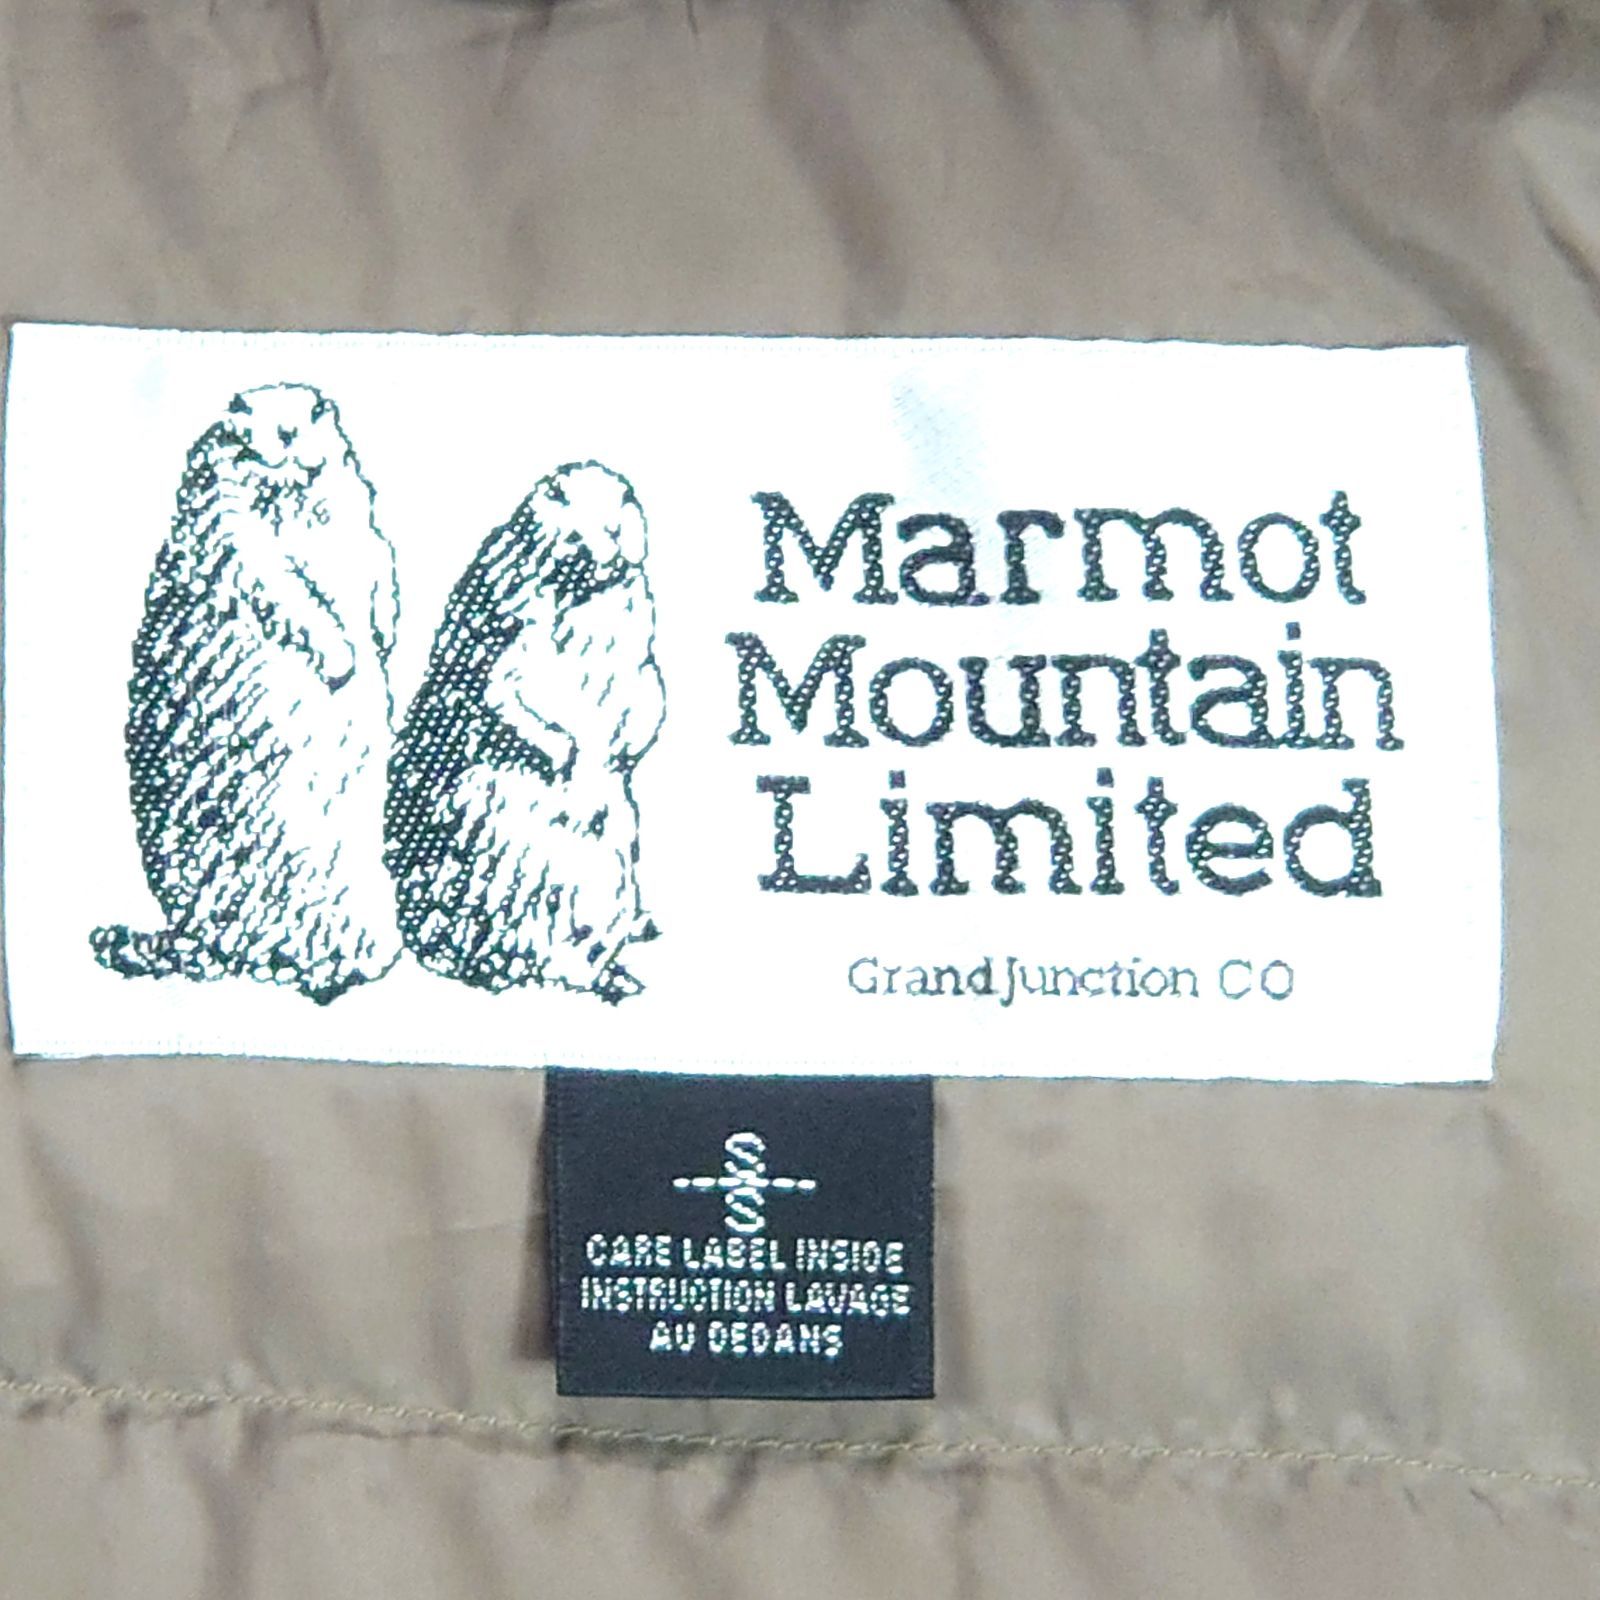 Marmot
Mountain
Limited
Grand Junction CO
S
S
CARE LABEL INSIDE
INSTRUCTION LAVAGE
AU DEDANS